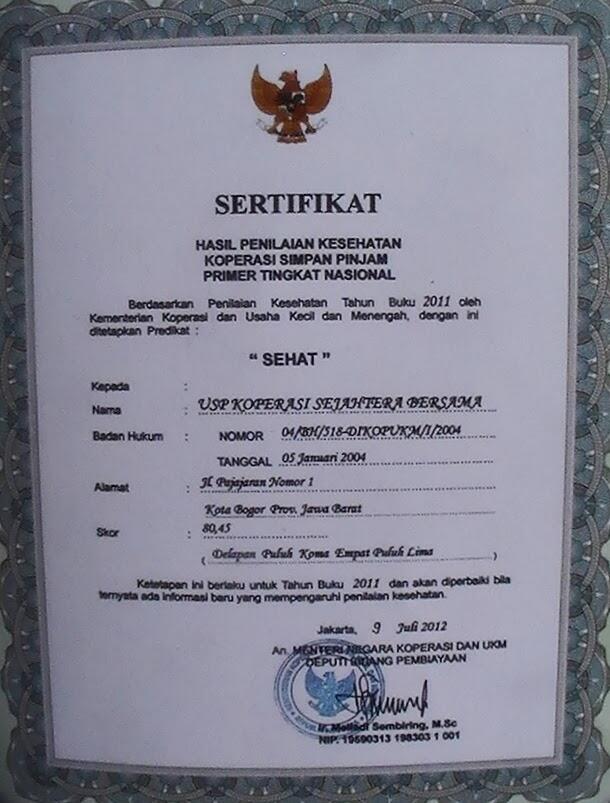 SERTIFIKAT
HASIL PENILAIAN KESEHATAN
KOPERASI SIMPAN PINJAM
PRIMER TINGKAT NASIONAL
Berdasarkan Penilaian Kesehatan Tahun Buku 2011 oleh
Kementerian Koperasi dan Usaha Kecil dan Menengah, dengan ini
ditetapkan Predikat :
“ SEHAT ”
Kepada :
Nama : USP KOPERASI SEJAHTERA BERSAMA
Badan Hukum : NOMOR 04/BH/518-DIKOPUKM/I/2004
TANGGAL 05 Januari 2004
Alamat : Jl. Pajajaran Nomor 1
Kota Bogor Prov. Jawa Barat
Skor : 80,45
( Delapan Puluh Koma Empat Puluh Lima )
Ketetapan ini berlaku untuk Tahun Buku 2011 dan akan diperbaiki bila
ternyata ada informasi baru yang mempengaruhi penilaian kesehatan.
Jakarta, 9 Juli 2012
An. MENTERI NEGARA KOPERASI DAN UKM
DEPUTI BIDANG PEMBIAYAAN
Ir. Meliadi Sembiring, M.Sc
NIP. 19590313 198303 1 001